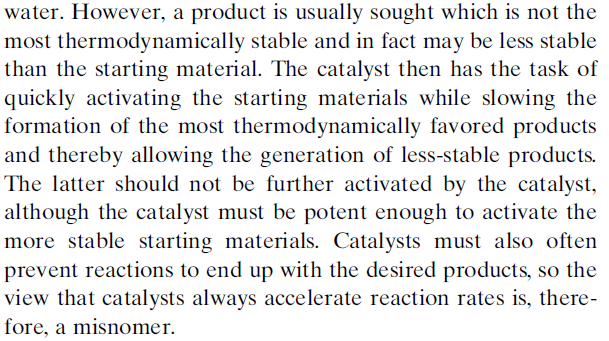 water. However, a product is usually sought which is not the
most thermodynamically stable and in fact may be less stable
than the starting material. The catalyst then has the task of
quickly activating the starting materials while slowing the
formation of the most thermodynamically favored products
and thereby allowing the generation of less-stable products.
The latter should not be further activated by the catalyst,
although the catalyst must be potent enough to activate the
more stable starting materials. Catalysts must also often
prevent reactions to end up with the desired products, so the
view that catalysts always accelerate reaction rates is, there-
fore, a misnomer.